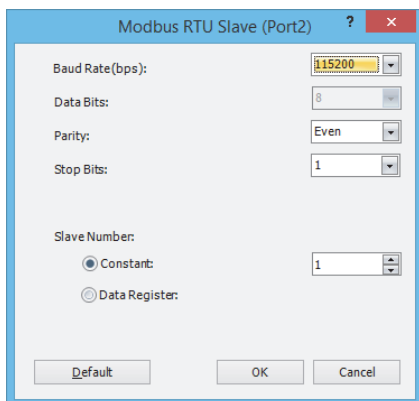 Modbus RTU Slave (Port2) ? ×
Baud Rate(bps): 115200
Data Bits: 8
Parity: Even
Stop Bits: 1
Slave Number:
Constant: 1
Data Register:
Default OK Cancel